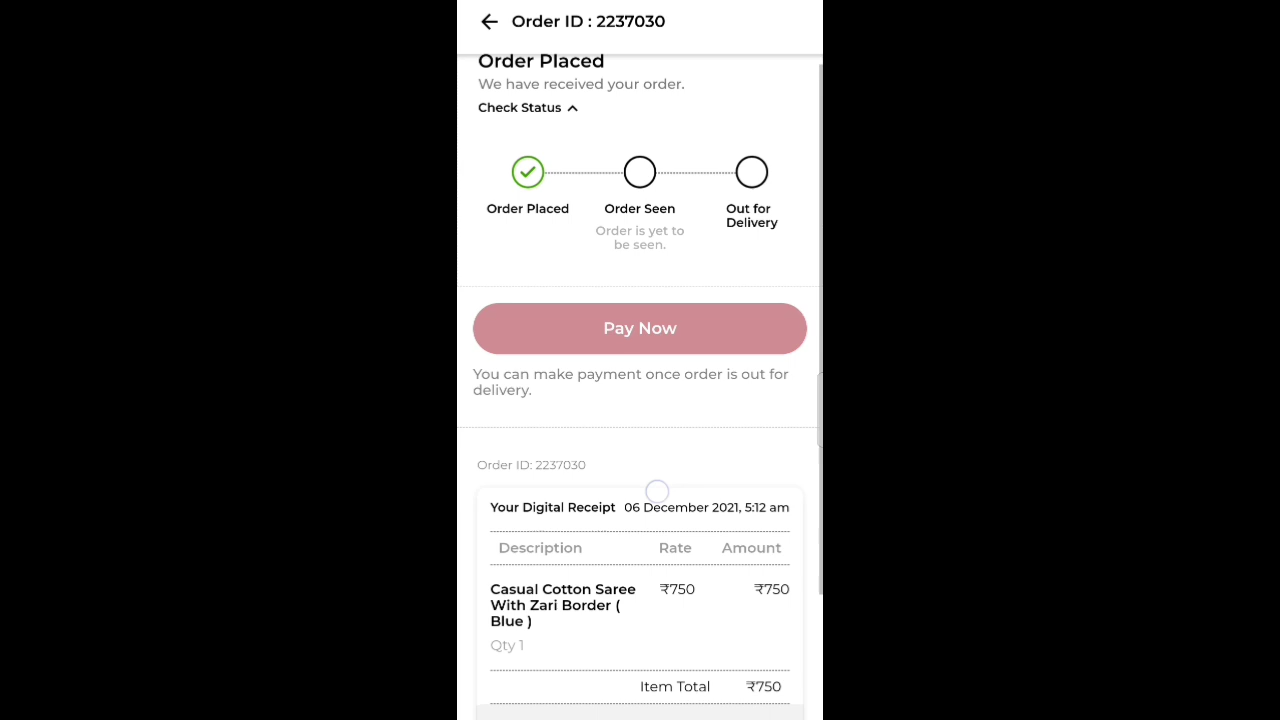 Order ID : 2237030
Order Placed
We have received your order.
Check Status
Order Placed
Order Seen
Out for
Delivery
Order is yet to
be seen.
Pay Now
You can make payment once order is out for
delivery.
Order ID: 2237030
Your Digital Receipt 06 December 2021, 5:12 am
Description Rate Amount
Casual Cotton Saree ₹750 ₹750
With Zari Border (
Blue )
Qty 1
Item Total ₹750